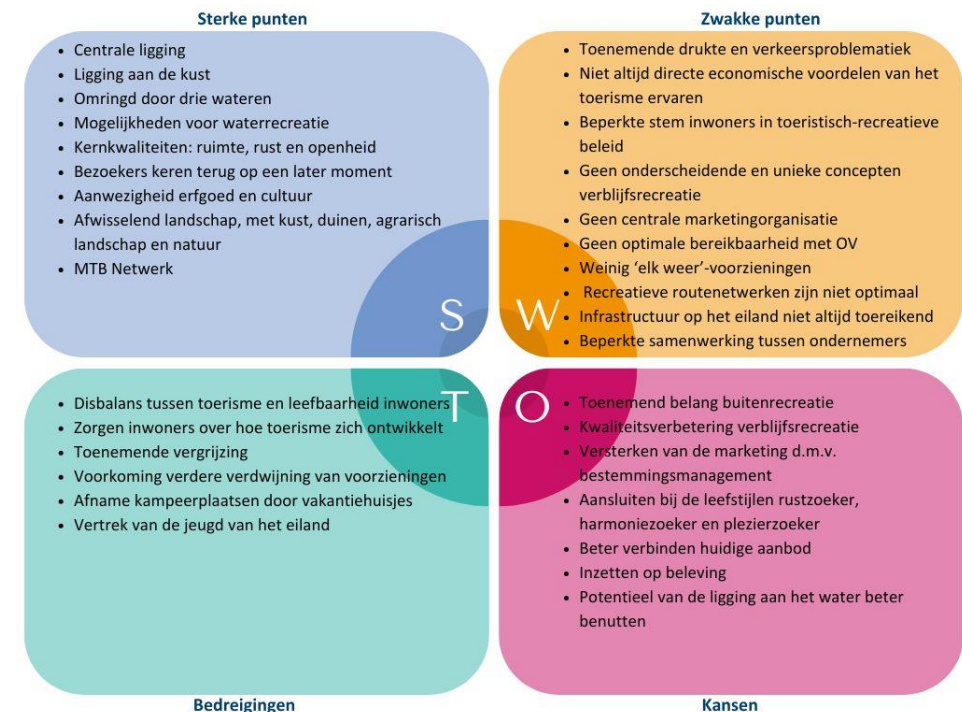 Sterke punten
• Centrale ligging
• Ligging aan de kust
• Omringd door drie wateren
• Mogelijkheden voor waterrecreatie
• Kernkwaliteiten: ruimte, rust en openheid
• Bezoekers keren terug op een later moment
• Aanwezigheid erfgoed en cultuur
• Afwisselend landschap, met kust, duinen, agrarisch
landschap en natuur
• MTB Netwerk
S
Zwakke punten
• Toenemende drukte en verkeersproblematiek
• Niet altijd directe economische voordelen van het
toerisme ervaren
• Beperkte stem inwoners in toeristisch-recreatieve
beleid
• Geen onderscheidende en unieke concepten
verblijfsrecreatie
• Geen centrale marketingorganisatie
• Geen optimale bereikbaarheid met OV
• Weinig ‘elk weer’-voorzieningen
• Recreatieve routenetwerken zijn niet optimaal
• Infrastructuur op het eiland niet altijd toereikend
• Beperkte samenwerking tussen ondernemers
W
• Disbalans tussen toerisme en leefbaarheid inwoners
• Zorgen inwoners over hoe toerisme zich ontwikkelt
• Toenemende vergrijzing
• Voorkoming verdere verdwijning van voorzieningen
• Afname kampeerplaatsen door vakantiehuisjes
• Vertrek van de jeugd van het eiland
T
Bedreigingen
O
• Toenemend belang buitenrecreatie
• Kwaliteitsverbetering verblijfsrecreatie
• Versterken van de marketing d.m.v.
bestemmingsmanagement
• Aansluiten bij de leefstijlen rustzoeker,
harmoniezoeker en plezierzoeker
• Beter verbinden huidige aanbod
• Inzetten op beleving
• Potentieel van de ligging aan het water beter
benutten
Kansen